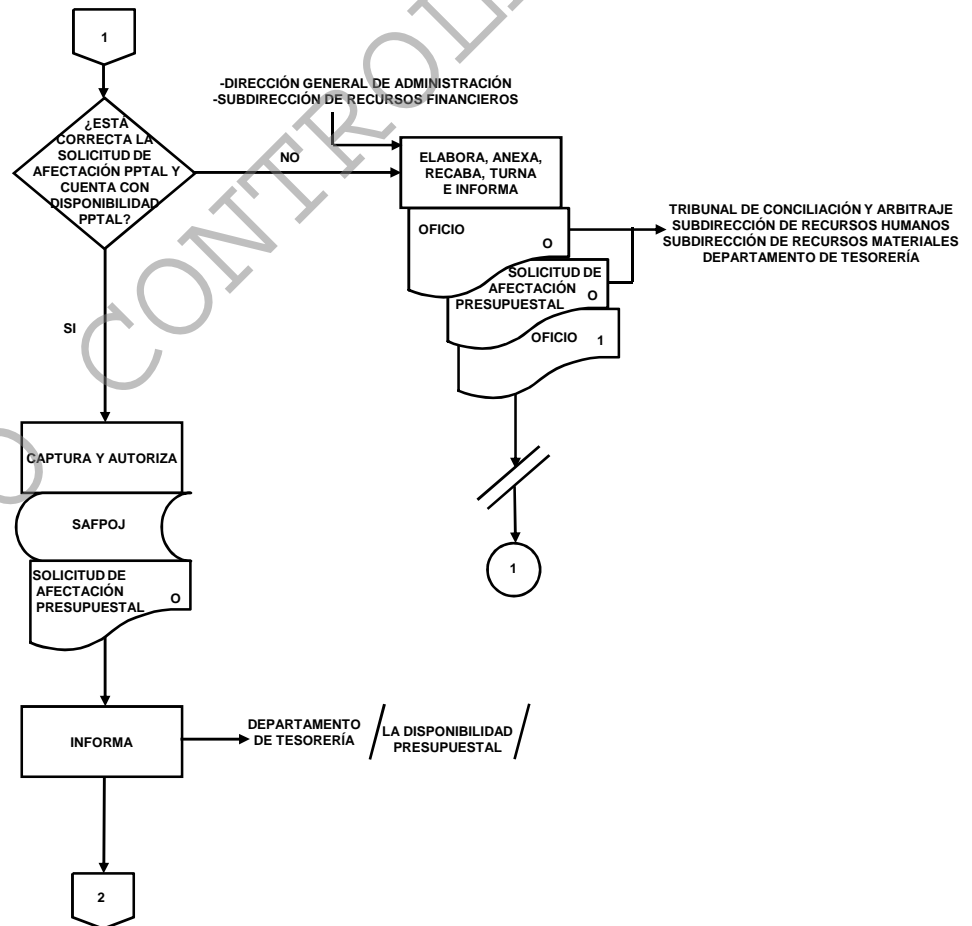 1
-DIRECCIÓN GENERAL DE ADMINISTRACIÓN
-SUBDIRECCIÓN DE RECURSOS FINANCIEROS
¿ESTÁ
CORRECTA LA
SOLICITUD DE
AFECTACIÓN PPTAL Y
CUENTA CON
DISPONIBILIDAD
PPTAL?
NO
ELABORA, ANEXA,
RECABA, TURNA
E INFORMA
OFICIO
O
TRIBUNAL DE CONCILIACIÓN Y ARBITRAJE
SUBDIRECCIÓN DE RECURSOS HUMANOS
SUBDIRECCIÓN DE RECURSOS MATERIALES
DEPARTAMENTO DE TESORERÍA
SOLICITUD DE
AFECTACIÓN
PRESUPUESTAL O
OFICIO 1
1
SI
CAPTURA Y AUTORIZA
SAFPOJ
SOLICITUD DE
AFECTACIÓN
PRESUPUESTAL O
INFORMA
DEPARTAMENTO
DE TESORERÍA
LA DISPONIBILIDAD
PRESUPUESTAL
2